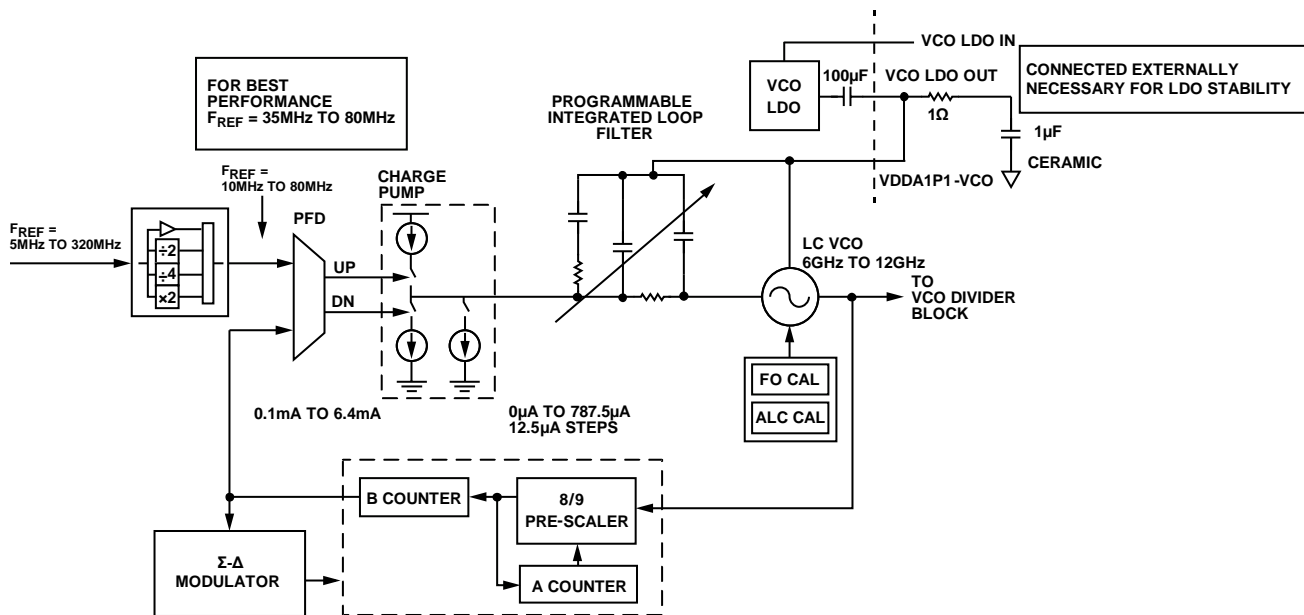 FOR BEST
PERFORMANCE
FREF = 35MHz TO 80MHz
PROGRAMMABLE
INTEGRATED LOOP
FILTER
VCO
LDO
100µF
VCO LDO IN
VCO LDO OUT
1Ω
CONNECTED EXTERNALLY
NECESSARY FOR LDO STABILITY
1µF
CERAMIC
VDDA1P1-VCO
FREF =
10MHz TO 80MHz
CHARGE
PUMP
PFD
FREF =
5MHz TO 320MHz
÷2
÷4
×2
UP
DN
LC VCO
6GHz TO 12GHz
TO
VCO DIVIDER
BLOCK
FO CAL
ALC CAL
0.1mA TO 6.4mA
0µA TO 787.5µA
12.5µA STEPS
B COUNTER
8/9
PRE-SCALER
A COUNTER
Σ-Δ
MODULATOR